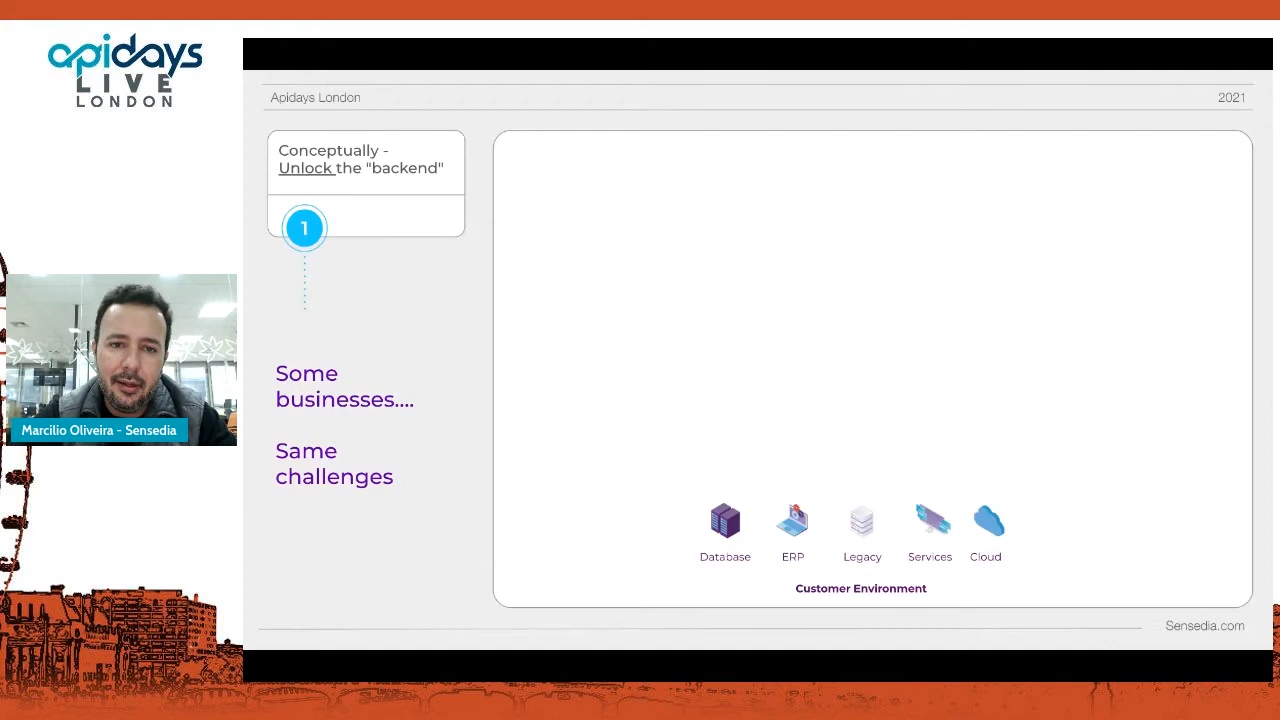 apidays
LIVE
LONDON
Apidays London
2021
Conceptually -
Unlock the "backend"
1
Some
businesses....
Same
challenges
Marcilio Oliveira - Sensedia
Database
ERP
Legacy
Services
Cloud
Customer Environment
Sensedia.com